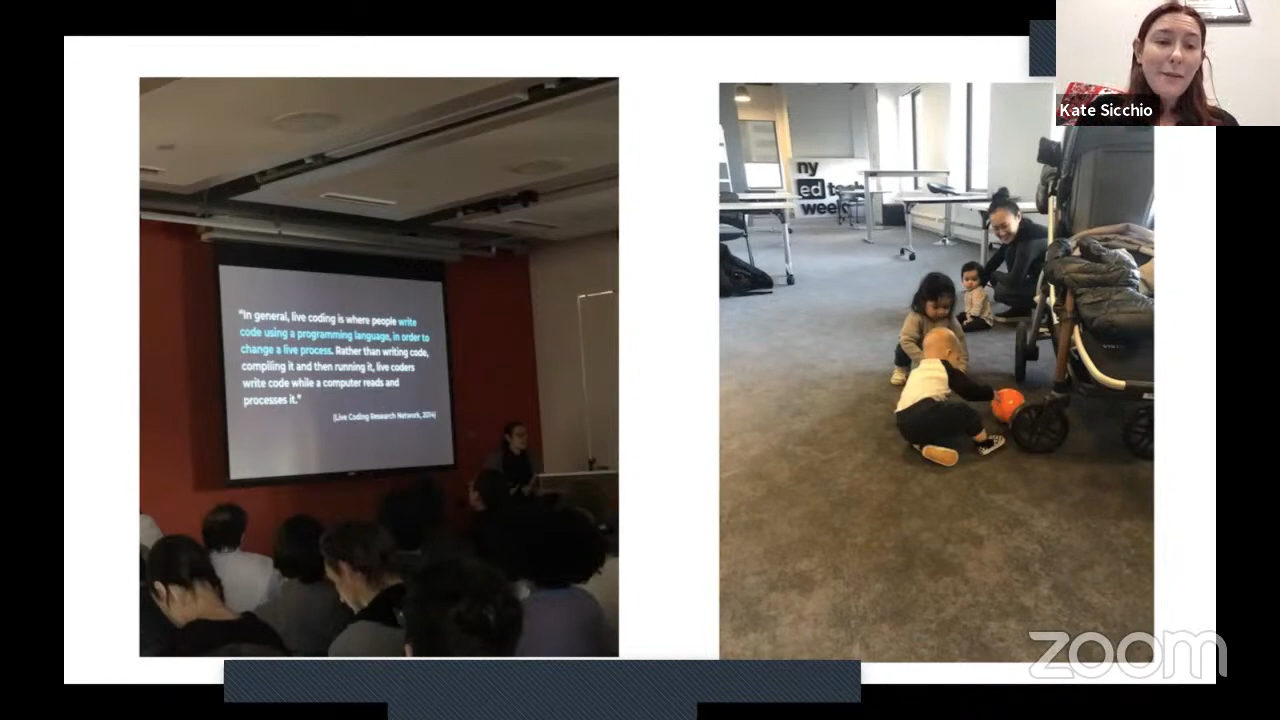 "In general, live coding is where people write
code using a programming language, in order to
change a live process. Rather than writing code,
compiling it and then running it, live coders
write code while a computer reads and
processes it."
(Live Coding Research Network, 2014)
ny
ed tech
week
Kate Sicchio
zoom